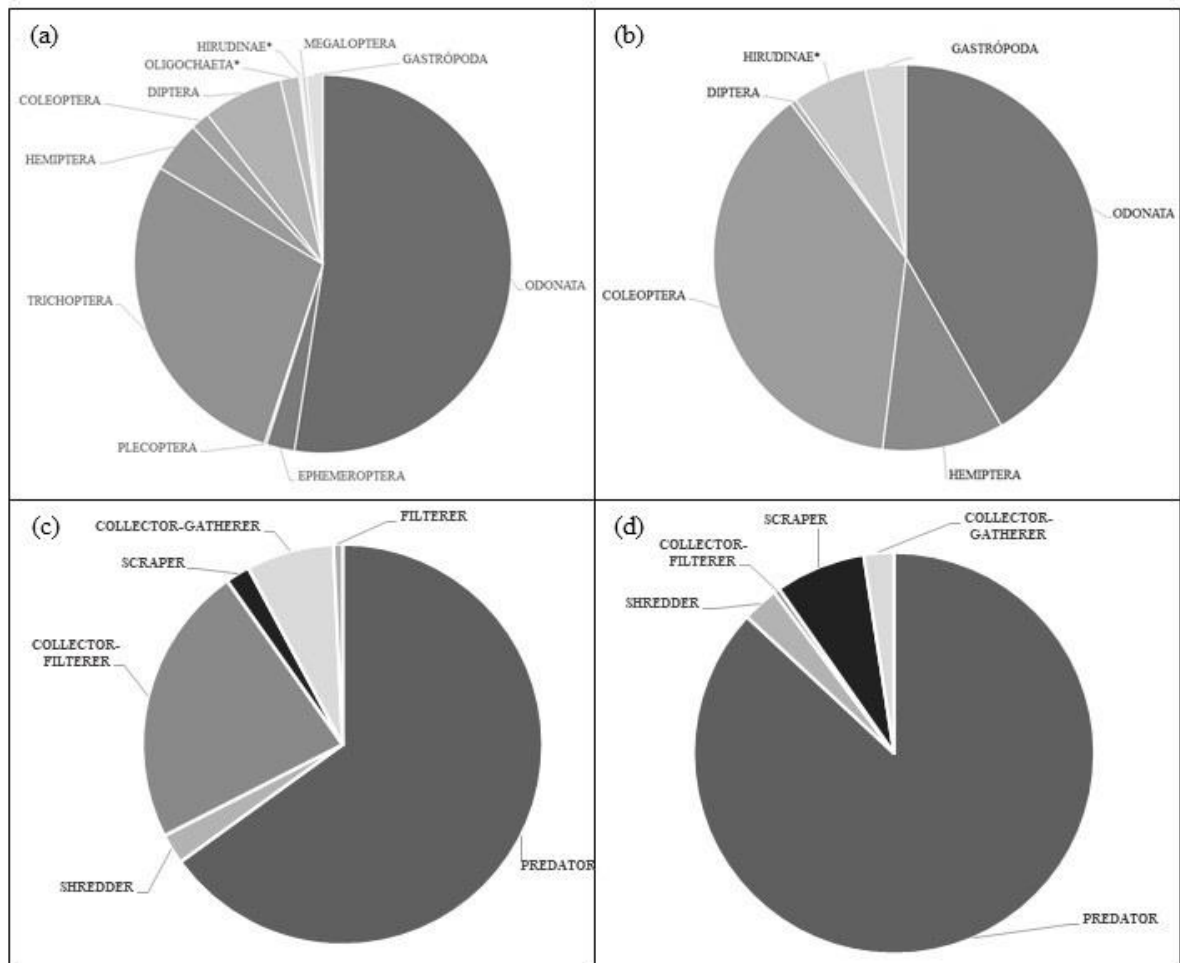 (a)
HIRUDINAE*
MEGALOPTERA
OLIGOCHAETA*
GASTRÓPODA
DIPTERA
COLEOPTERA
HEMIPTERA
TRICHOPTERA
ODONATA
PLECOPTERA
EPHEMEROPTERA
(b)
GASTRÓPODA
HIRUDINAE*
DIPTERA
ODONATA
COLEOPTERA
HEMIPTERA
(c)
FILTERER
COLLECTOR-GATHERER
SCRAPER
COLLECTOR-
FILTERER
SHREDDER
PREDATOR
(d)
SCRAPER
COLLECTOR-
GATHERER
COLLECTOR-
FILTERER
SHREDDER
PREDATOR